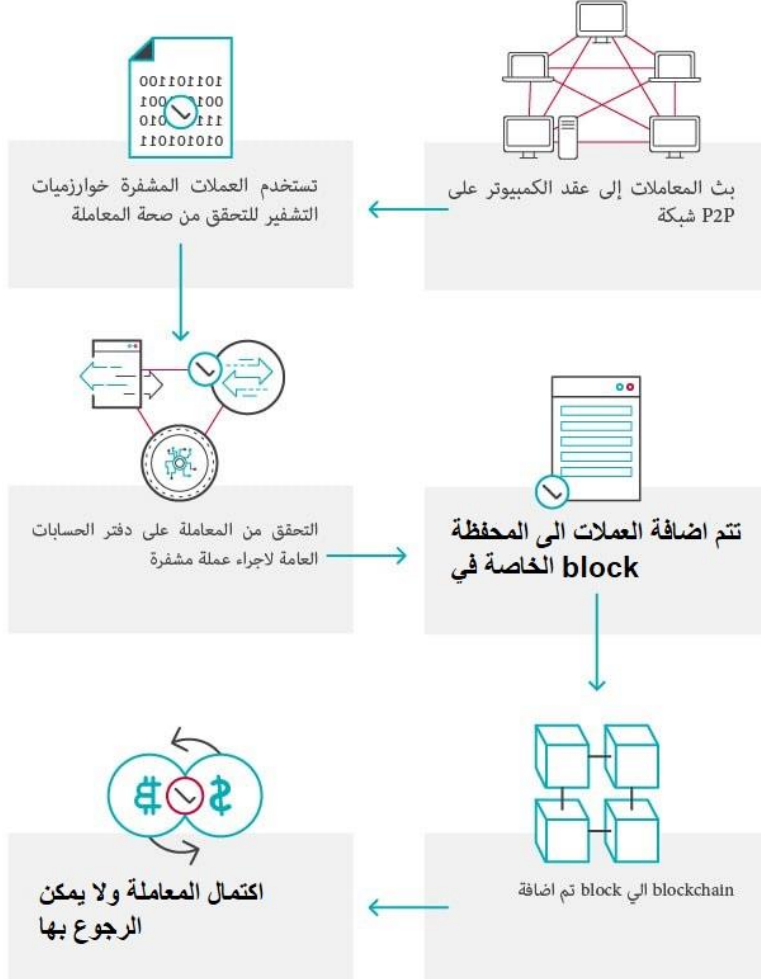 بث المعاملات إلى عقد الكمبيوتر على
P2P شبكة
تستخدم العملات المشفرة خوارزميات
التشفير للتحقق من صحة المعاملة
التحقق من المعاملة على دفتر الحسابات
العامة لاجراء عملة مشفرة
تتم اضافة العملات الى المحفظة
block الخاصة في
blockchain الي block تم اضافة
اكتمال المعاملة ولا يمكن
الرجوع بها